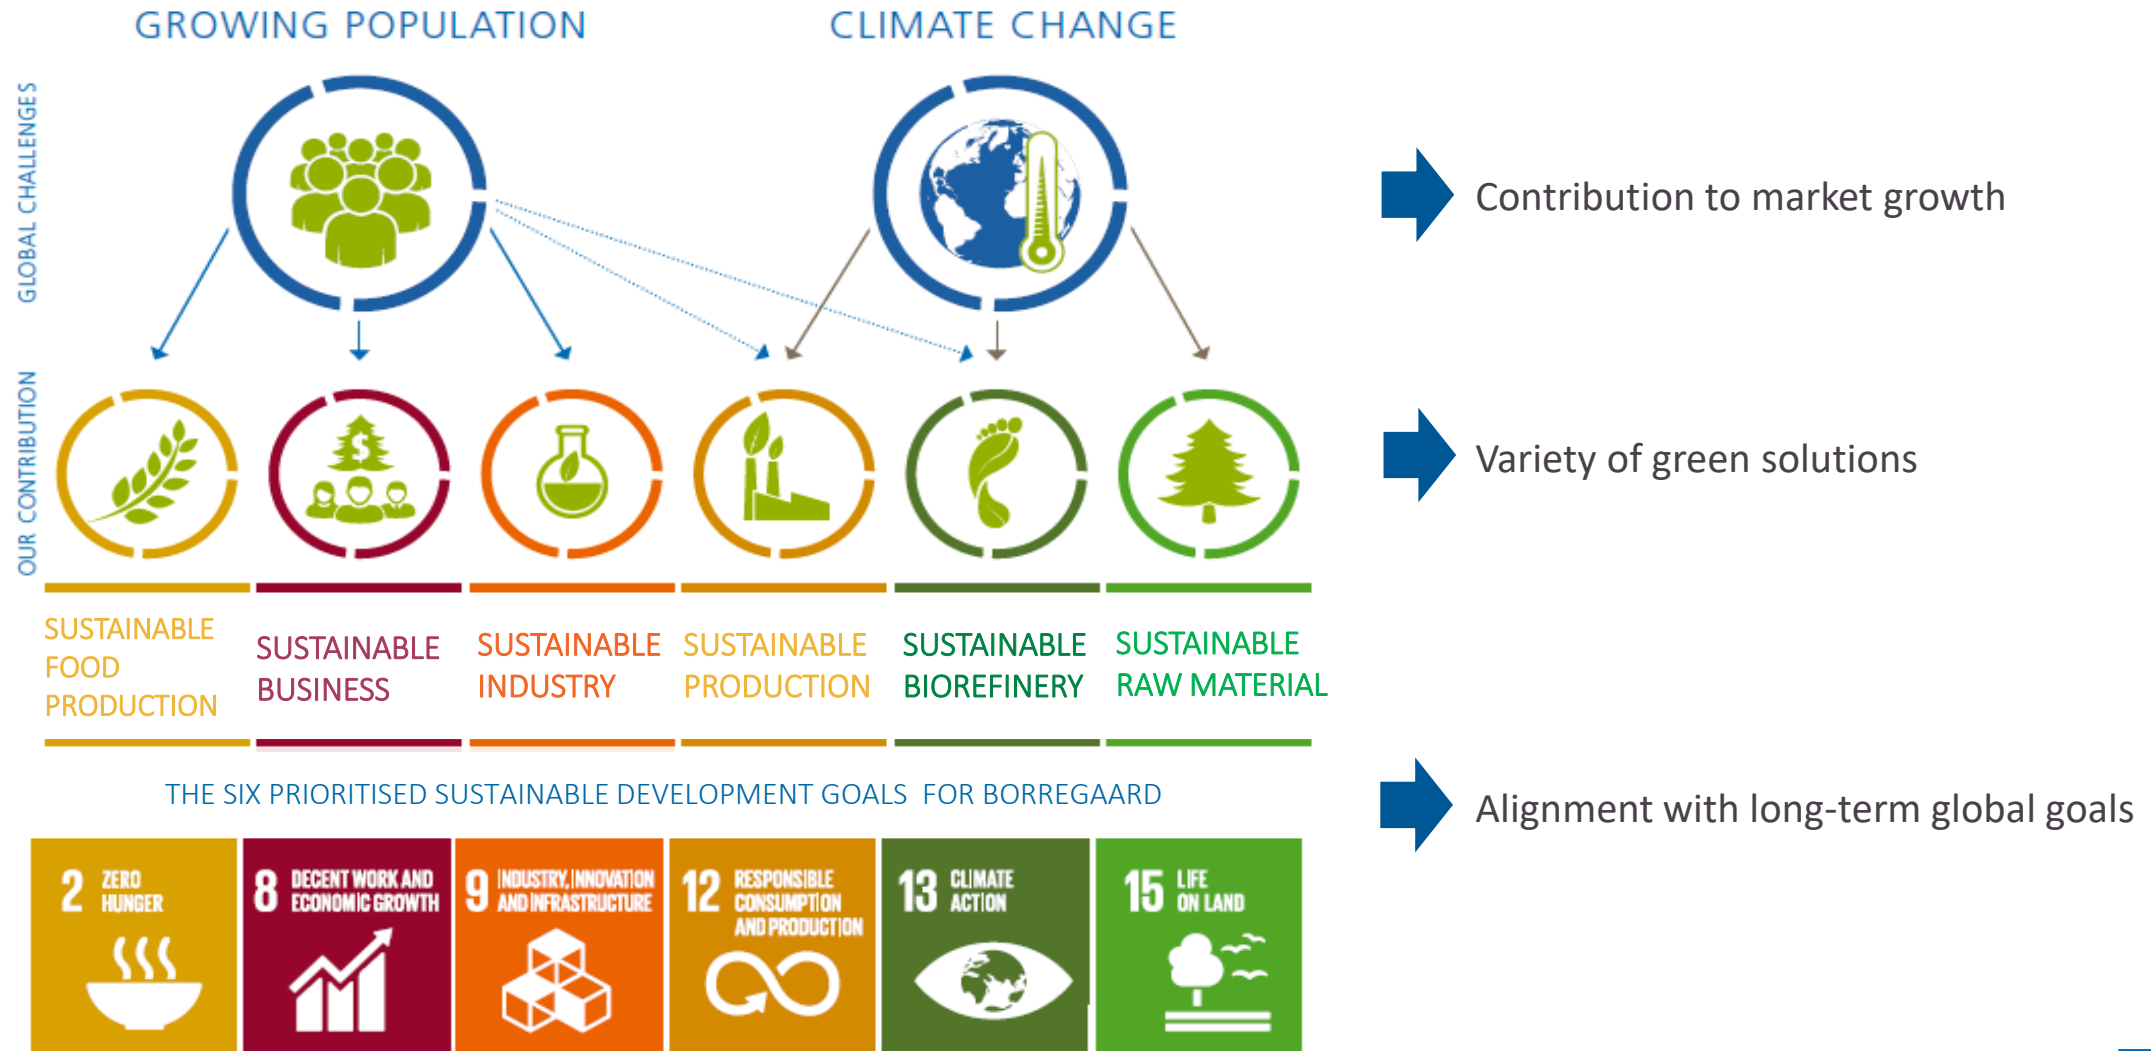 GROWING POPULATION
CLIMATE CHANGE
GLOBAL CHALLENGES
Contribution to market growth
OUR CONTRIBUTION
$
Variety of green solutions
SUSTAINABLE
FOOD
PRODUCTION
SUSTAINABLE
BUSINESS
SUSTAINABLE
INDUSTRY
SUSTAINABLE
PRODUCTION
SUSTAINABLE
BIOREFINERY
SUSTAINABLE
RAW MATERIAL
THE SIX PRIORITISED SUSTAINABLE DEVELOPMENT GOALS FOR BORREGAARD
Alignment with long-term global goals
2 ZERO
HUNGER
8 DECENT WORK AND
ECONOMIC GROWTH
9 INDUSTRY, INNOVATION
AND INFRASTRUCTURE
12 RESPONSIBLE
CONSUMPTION
AND PRODUCTION
13 CLIMATE
ACTION
15 LIFE
ON LAND